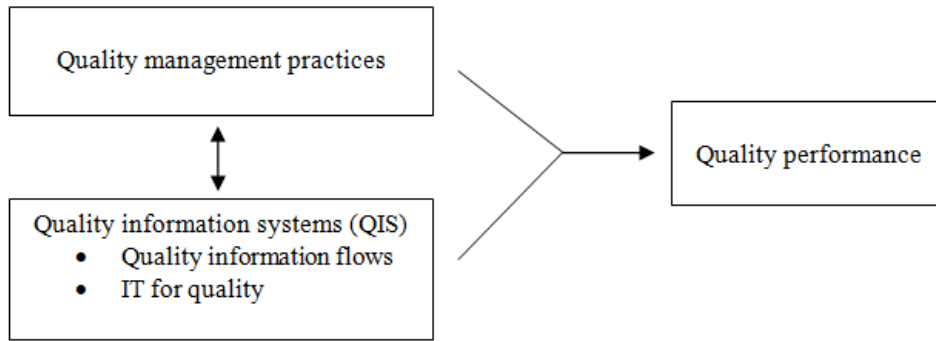 Quality management practices
Quality information systems (QIS)
• Quality information flows
• IT for quality
Quality performance